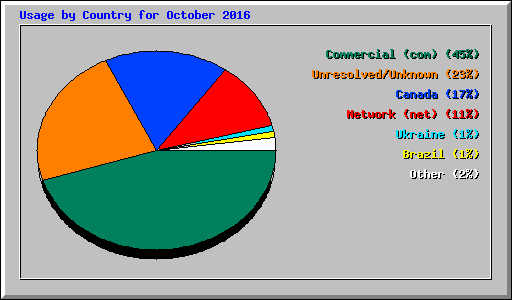 Usage by Country for October 2016
Commercial (com) (45%)
Unresolved/Unknown (23%)
Canada (17%)
Network (net) (11%)
Ukraine (1%)
Brazil (1%)
Other (2%)